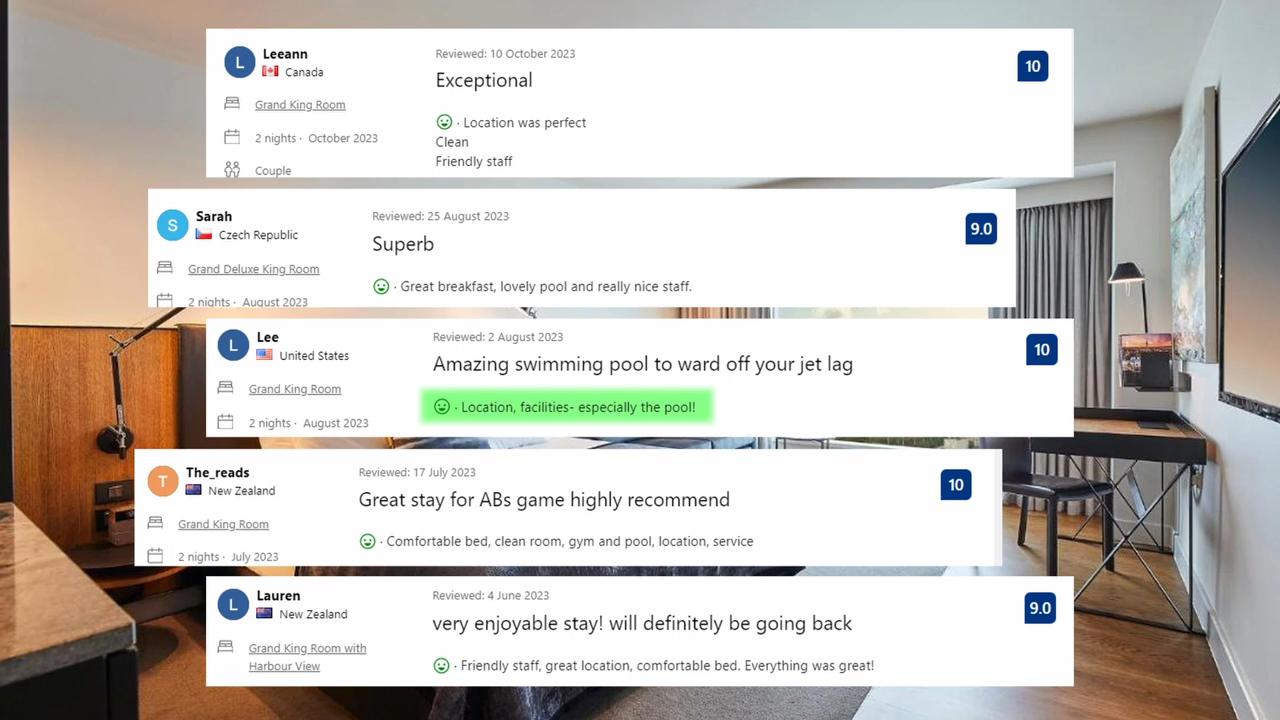 L
Leeann
Canada
Grand King Room
2 nights · October 2023
Couple
Reviewed: 10 October 2023
Exceptional
· Location was perfect
Clean
Friendly staff
10
S
Sarah
Czech Republic
Grand Deluxe King Room
2 nights · August 2023
Reviewed: 25 August 2023
Superb
· Great breakfast, lovely pool and really nice staff.
9.0
L
Lee
United States
Grand King Room
2 nights · August 2023
Reviewed: 2 August 2023
Amazing swimming pool to ward off your jet lag
· Location, facilities- especially the pool!
10
T
The_reads
New Zealand
Grand King Room
2 nights · July 2023
Reviewed: 17 July 2023
Great stay for ABs game highly recommend
· Comfortable bed, clean room, gym and pool, location, service
10
L
Lauren
New Zealand
Grand King Room with
Harbour View
Reviewed: 4 June 2023
very enjoyable stay! will definitely be going back
· Friendly staff, great location, comfortable bed. Everything was great!
9.0